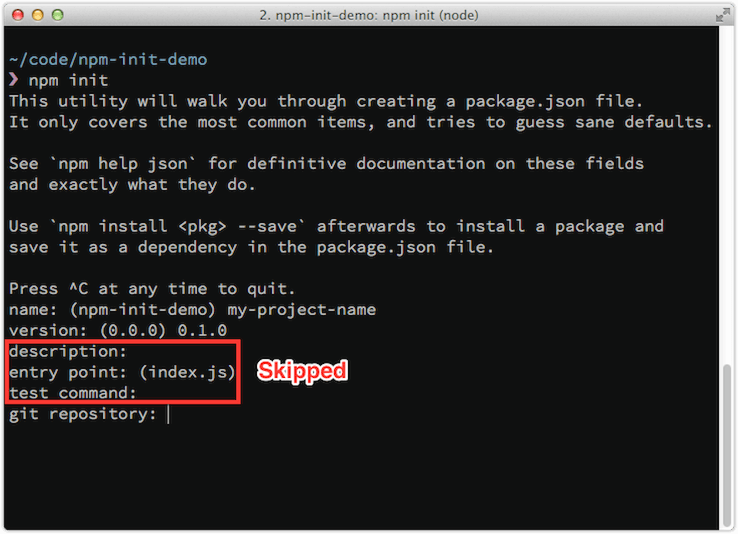 2. npm-init-demo: npm init (node)
~/code/npm-init-demo
❯ npm init
This utility will walk you through creating a package.json file.
It only covers the most common items, and tries to guess sane defaults.
See `npm help json` for definitive documentation on these fields
and exactly what they do.
Use `npm install <pkg> --save` afterwards to install a package and
save it as a dependency in the package.json file.
Press ^C at any time to quit.
name: (npm-init-demo) my-project-name
version: (0.0.0) 0.1.0
description:
entry point: (index.js)
Skipped
test command:
git repository: